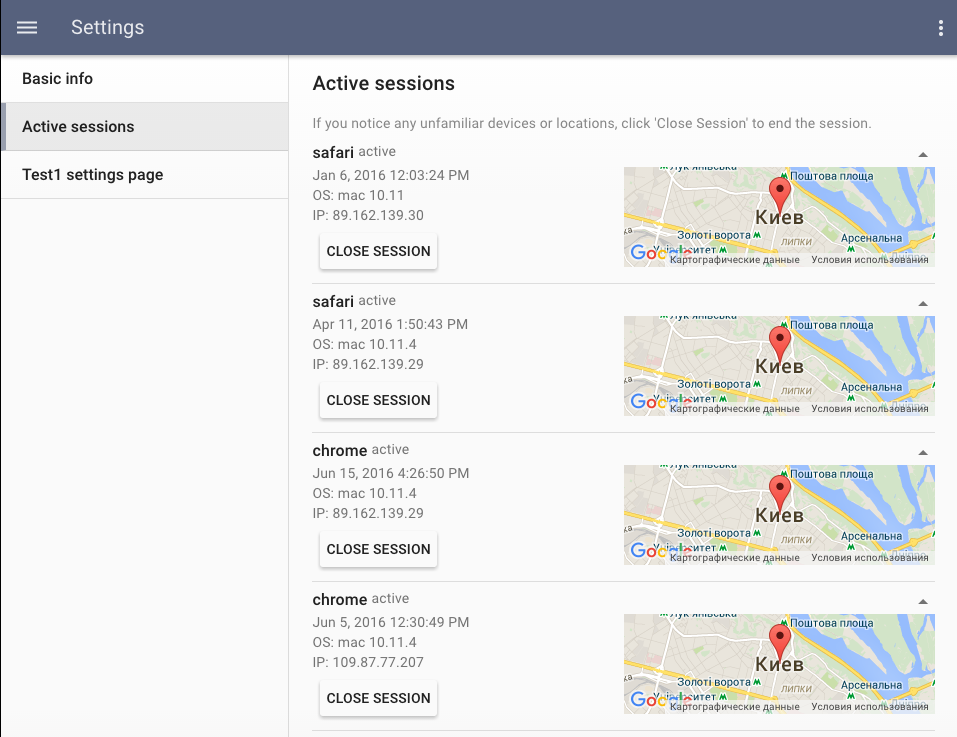 Settings
Basic info
Active sessions
Test1 settings page
Active sessions
If you notice any unfamiliar devices or locations, click 'Close Session' to end the session.
safari active
Jan 6, 2016 12:03:24 PM
OS: mac 10.11
IP: 89.162.139.30
CLOSE SESSION
Поштова площа
Киев
Золоті ворота
липки
Арсенальна
Google
Картографические данные
Условия использования
safari active
Apr 11, 2016 1:50:43 PM
OS: mac 10.11.4
IP: 89.162.139.29
CLOSE SESSION
Поштова площа
Киев
Золоті ворота
липки
Арсенальна
Google
Картографические данные
Условия использования
chrome active
Jun 15, 2016 4:26:50 PM
OS: mac 10.11.4
IP: 89.162.139.29
CLOSE SESSION
Лук'янівська
Поштова площа
Киев
Золоті ворота
липки
Арсенальна
Google
Картографические данные
Условия использования
chrome active
Jun 5, 2016 12:30:49 PM
OS: mac 10.11.4
IP: 109.87.77.207
CLOSE SESSION
Лук'янівська
Поштова площа
Киев
Золоті ворота
липки
Арсенальна
Google
Картографические данные
Условия использования